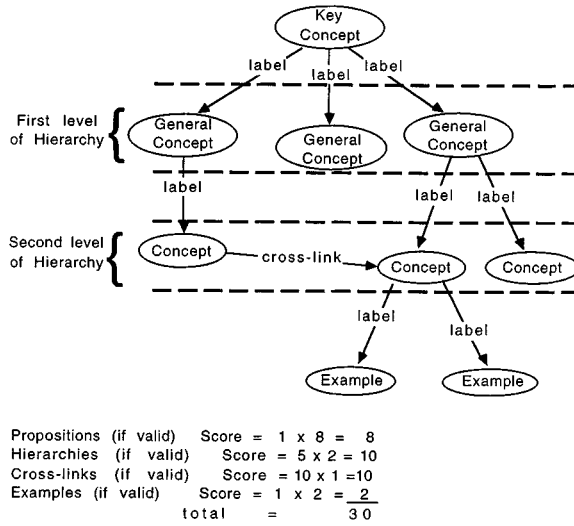 Key
Concept
label
label
label
First level
of Hierarchy
General
Concept
General
Concept
General
Concept
label
label
label
Second level
of Hierarchy
Concept
cross-link
Concept
Concept
label
label
Example
Example
Propositions (if valid) Score = 1 x 8 = 8
Hierarchies (if valid) Score = 5 x 2 = 10
Cross-links (if valid) Score = 10 x 1 =10
Examples (if valid) Score = 1 x 2 = 2
total = 30